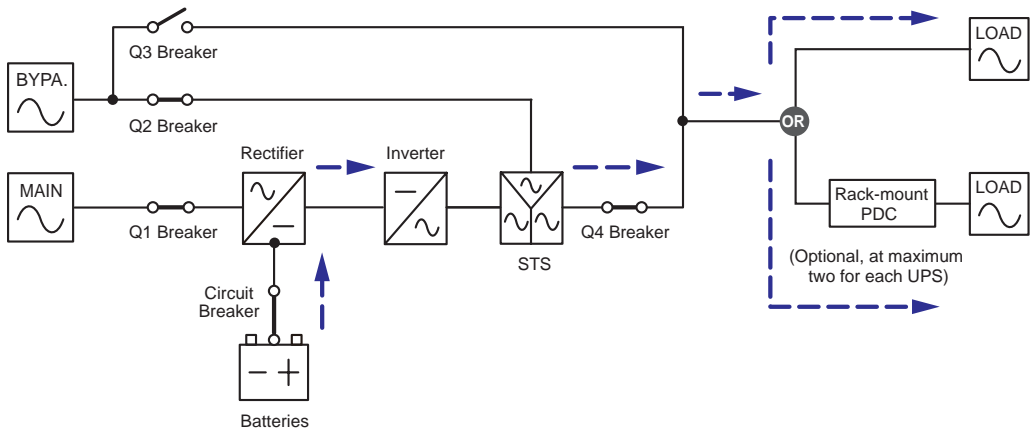 Q3 Breaker
BYPA.
Q2 Breaker
LOAD
OR
Rectifier
Inverter
MAIN
Q1 Breaker
STS
Q4 Breaker
Rack-mount
PDC
LOAD
(Optional, at maximum
two for each UPS)
Circuit
Breaker
Batteries